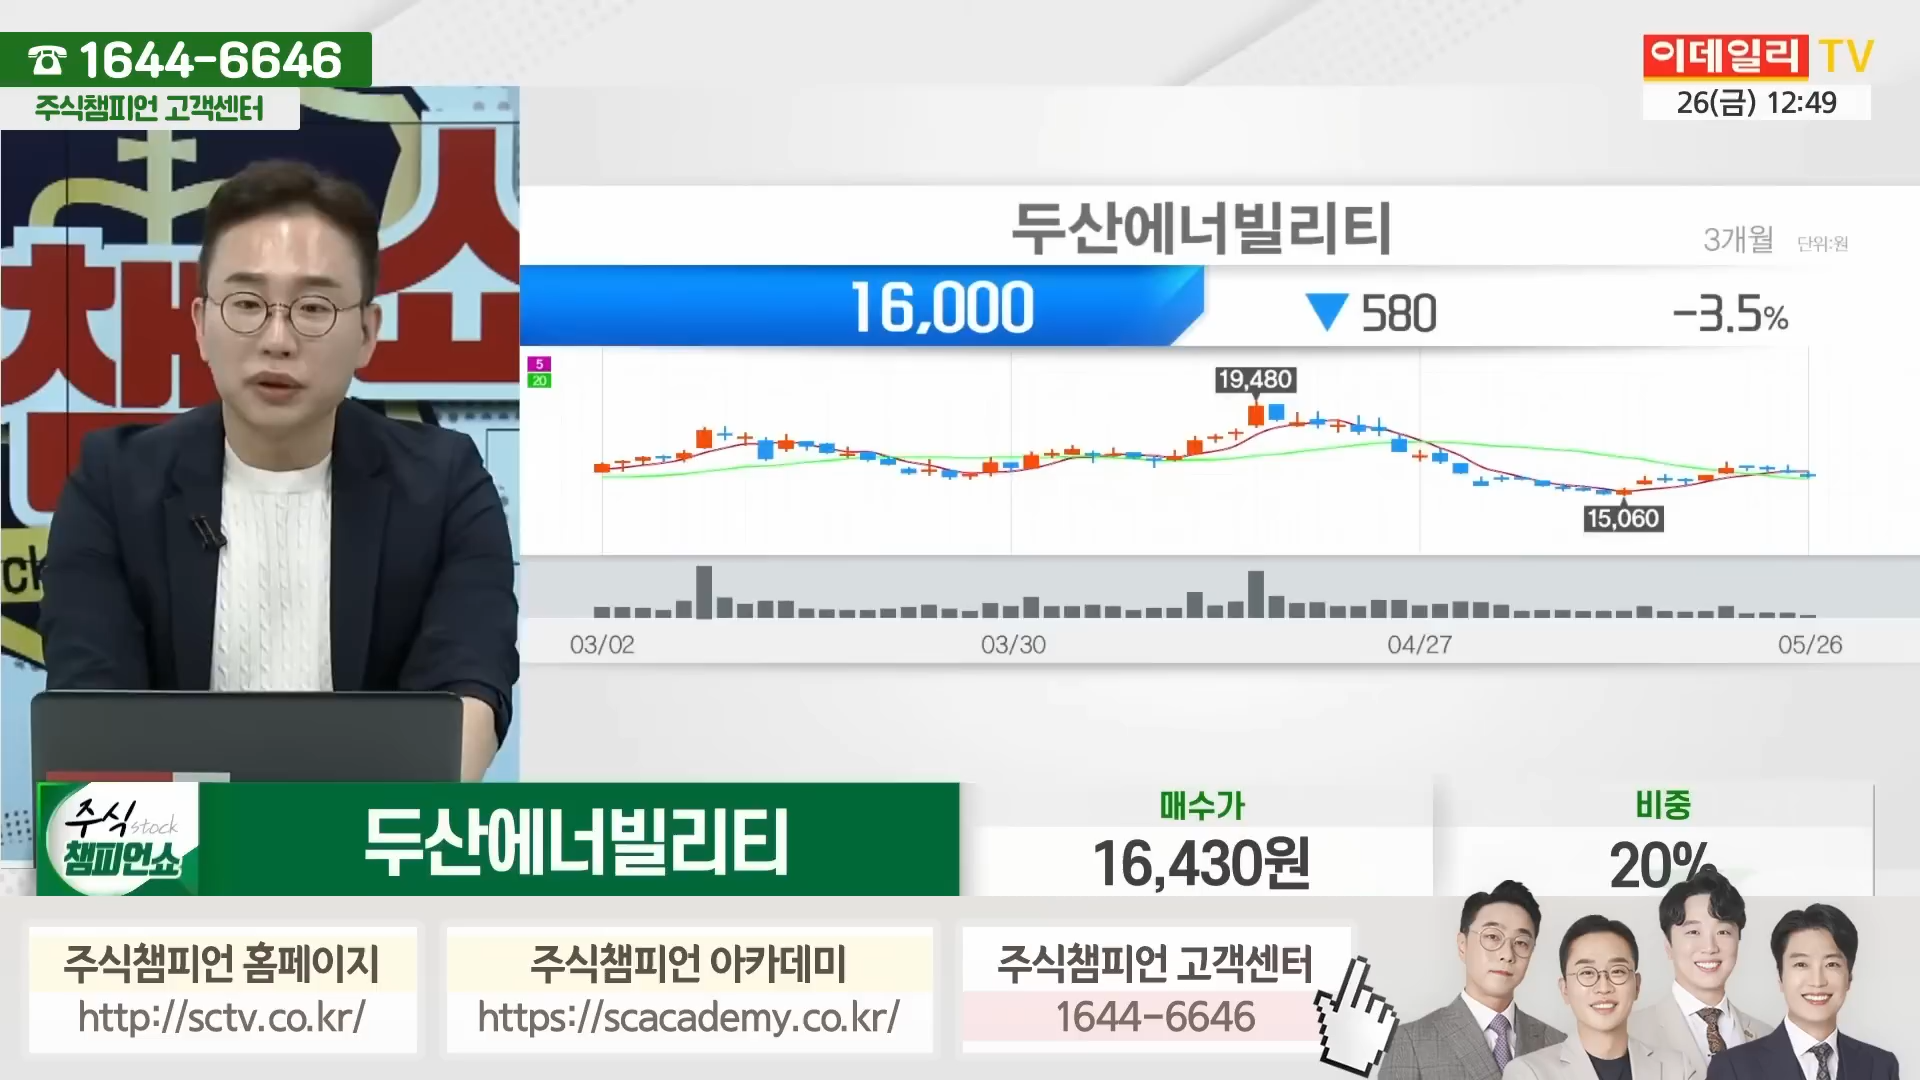 ☎ 1644-6646
주식챔피언 고객센터
이데일리 TV
26(금) 12:49
챔
쇼
ck
두산에너빌리티
3개월 단위:원
16,000 ▼ 580 -3.5%
5
20
19,480
15,060
03/02 03/30 04/27 05/26
주식 stock
챔피언쇼
두산에너빌리티
매수가
16,430원
비중
20%
주식챔피언 홈페이지
http://sctv.co.kr/
주식챔피언 아카데미
https://scacademy.co.kr/
주식챔피언 고객센터
1644-6646